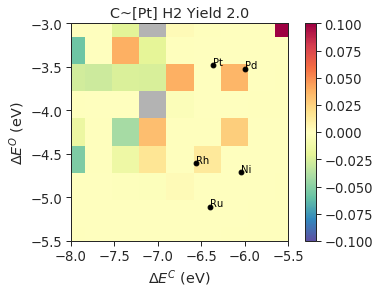 C~[Pt] H2 Yield 2.0
−3.0
−3.5
−4.0
−4.5
−5.0
−5.5
ΔE^O (eV)
Pt
Pd
Rh
Ni
Ru
−8.0 −7.5 −7.0 −6.5 −6.0 −5.5
ΔE^C (eV)
0.100
0.075
0.050
0.025
0.000
−0.025
−0.050
−0.075
−0.100